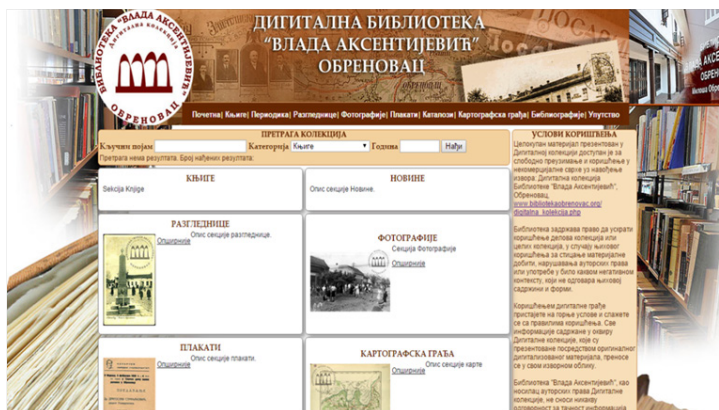 ДИГИТАЛНА БИБЛИОТЕКА
"ВЛАДА АКСЕНТИЈЕВИЋ"
ОБРЕНОВАЦ
БИБЛИОТЕКА "ВЛАДА АКСЕНТИЈЕВИЋ"
ОБРЕНОВАЦ
Почетна| Књиге| Периодика| Разгледнице| Фотографије| Плакати| Каталози| Картографска грађа| Библиографије| Упутство
ПРЕТРАГА КОЛЕКЦИЈА
Кључни појам Категорија Књиге Година Нађи
Претрага нема резултата. Број нађених резултата:
КЊИГЕ
Sekcija Knjige
НОВИНЕ
Опис секције Новине.
РАЗГЛЕДНИЦЕ
Опис секције разгледнице.
Опширније
ФОТОГРАФИЈЕ
Секција Фотографије
Опширније
ПЛАКАТИ
Опис секције плакати.
Опширније
КАРТОГРАФСКА ГРАЂА
Опис секције карте
Опширније
УСЛОВИ КОРИШЋЕЊА
Целокупан материјал презентован у
Дигиталној колекцији доступан је за
слободно преузимање и коришћење у
некомерцијалне сврхе уз навођење
извора: Дигитална колекција
Библиотеке "Влада Аксентијевић",
Обреновац,
www.bibliotekaobrenovac.org/
digitalna_kolekcija.php
Библиотека задржава право да ускрати
коришћење делова колекција или
целих колекција, у случају њиховог
коришћења за стицање материјалне
добити, нарушавања ауторских права
или употребе у било каквом негативном
контексту, који не одговара њиховој
садржини и форми.
Коришћењем дигиталне грађе
пристајете на горње услове и слажете
се са правилима коришћења. Све
информације садржане у оквиру
Дигиталне колекције, које су
презентоване посредством оригиналног
дигитализованог материјала, преносе
се у свом изворном облику.
Библиотека "Влада Аксентијевић", као
носилац ауторских права Дигиталне
колекције, не сноси никакву
одговорност за тачност информација